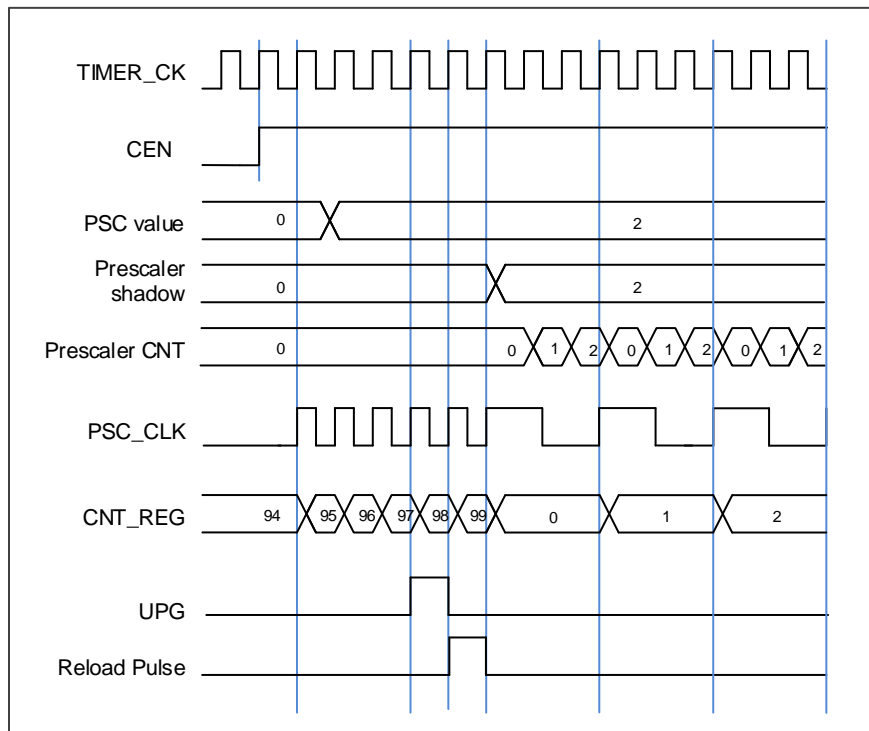 TIMER_CK
CEN
PSC value 0 2
Prescaler
shadow 0 2
Prescaler CNT 0 0 1 2 0 1 2 0 1 2
PSC_CLK
CNT_REG 94 95 96 97 98 99 0 1 2
UPG
Reload Pulse